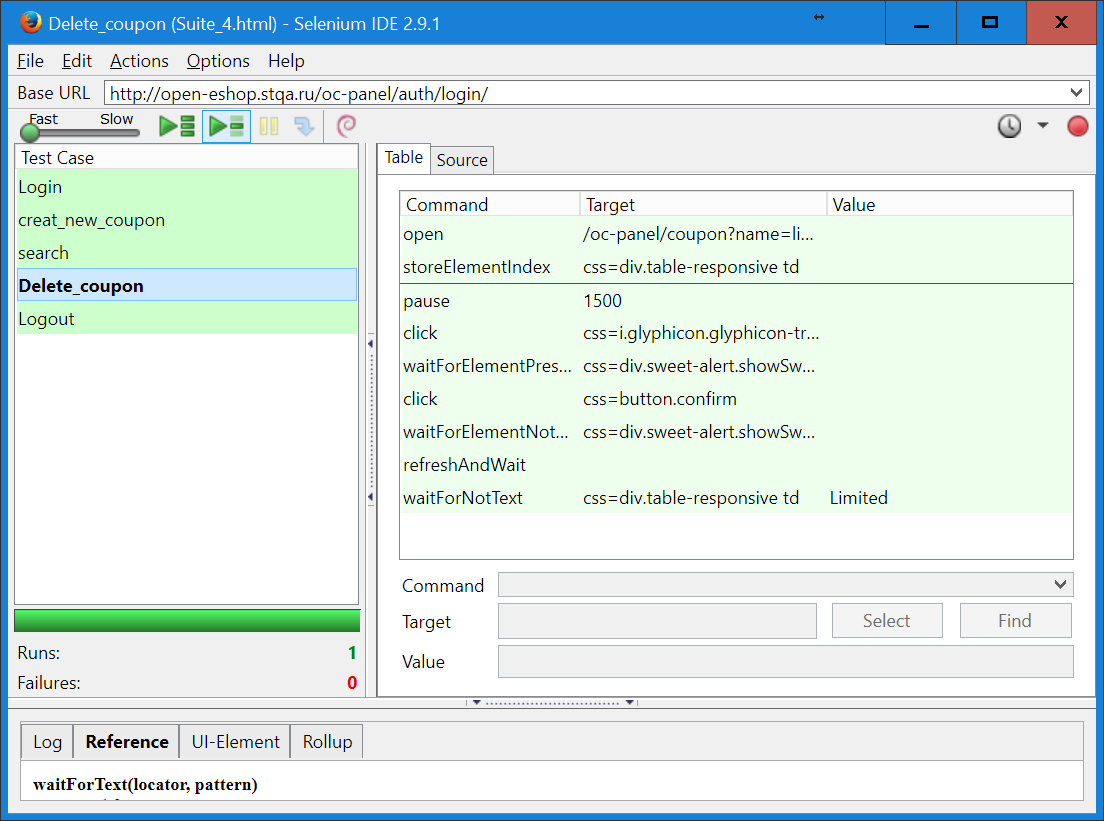 Delete_coupon (Suite_4.html) - Selenium IDE 2.9.1
File Edit Actions Options Help
Base URL http://open-eshop.stqa.ru/oc-panel/auth/login/
Fast Slow
Test Case
Login
creat_new_coupon
search
Delete_coupon
Logout
Runs: 1
Failures: 0
Table Source
Command Target Value
open /oc-panel/coupon?name=li...
storeElementIndex css=div.table-responsive td
pause 1500
click css=i.glyphicon.glyphicon-tr...
waitForElementPres... css=div.sweet-alert.showSw...
click css=button.confirm
waitForElementNot... css=div.sweet-alert.showSw...
refreshAndWait
waitForNotText css=div.table-responsive td Limited
Command
Target Select Find
Value
Log Reference UI-Element Rollup
waitForText(locator, pattern)